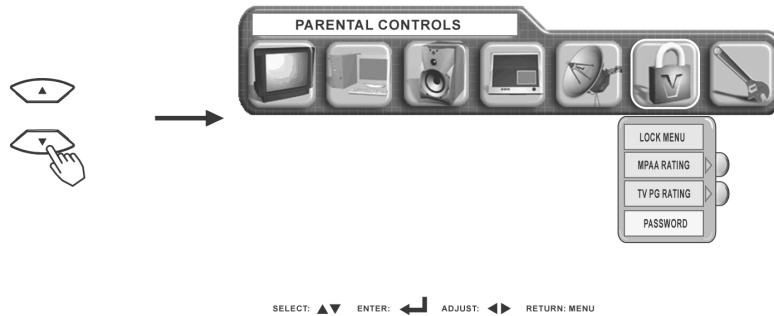 PARENTAL CONTROLS
V
LOCK MENU
MPAA RATING
TV PG RATING
PASSWORD
SELECT: ▲▼ ENTER: ADJUST: ◀▶ RETURN: MENU